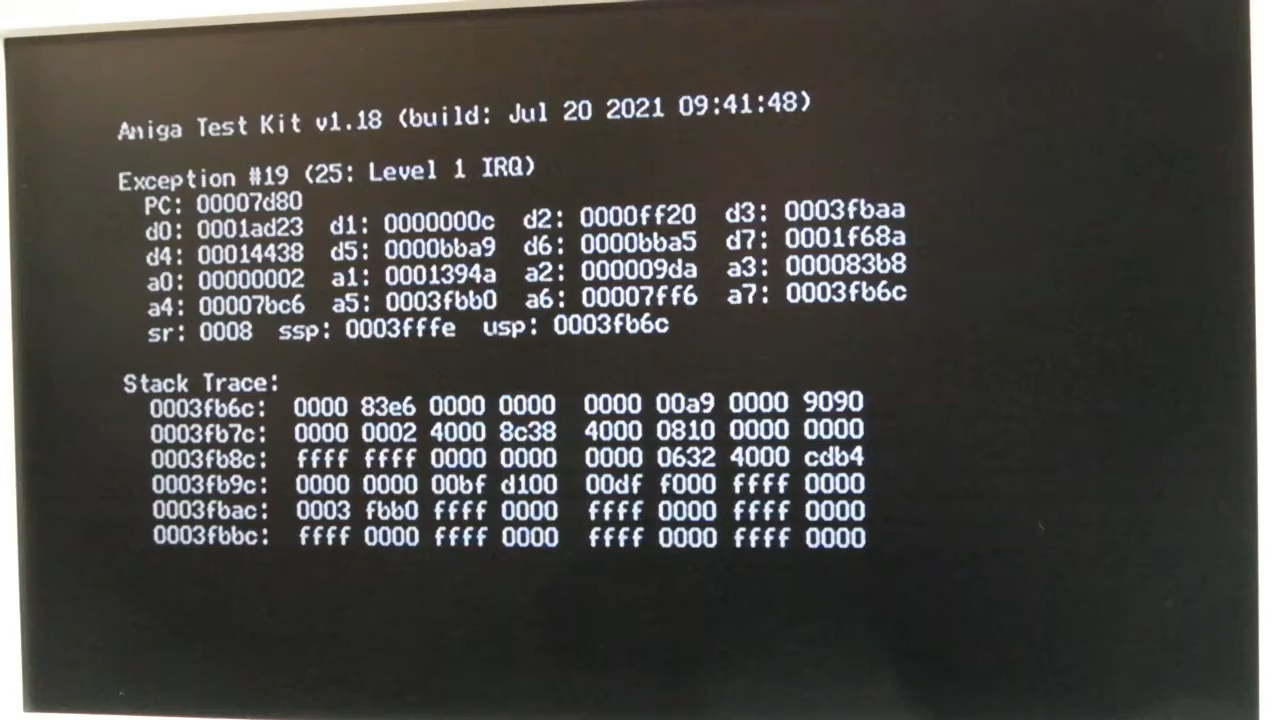 Amiga Test Kit v1.18 (build: Jul 20 2021 09:41:48)
Exception #19 (25: Level 1 IRQ)
PC: 00007d80
d0: 0001ad23 d1: 0000000c d2: 0000ff20 d3: 0003fbaa
d4: 00014438 d5: 0000bba9 d6: 0000bba5 d7: 0001f68a
a0: 00000002 a1: 0001394a a2: 000009da a3: 000083b8
a4: 00007bc6 a5: 0003fbb0 a6: 00007ff6 a7: 0003fb6c
sr: 0008 ssp: 0003fffe usp: 0003fb6c
Stack Trace:
0003fb6c: 0000 83e6 0000 0000 0000 00a9 0000 9090
0003fb7c: 0000 0002 4000 8c38 4000 0810 0000 0000
0003fb8c: ffff ffff 0000 0000 0000 0632 4000 cdb4
0003fb9c: 0000 0000 00bf d100 00df f000 ffff 0000
0003fbac: 0003 fbb0 ffff 0000 ffff 0000 ffff 0000
0003fbbc: ffff 0000 ffff 0000 ffff 0000 ffff 0000